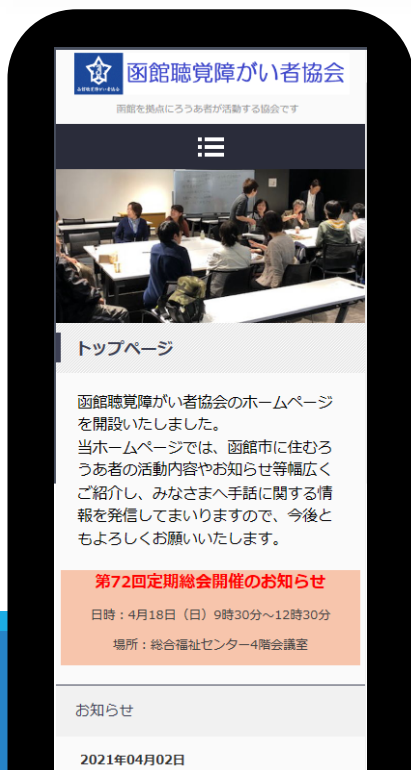 函館聴覚障がい者協会
函館を拠点にろうあ者が活動する協会です
トップページ
函館聴覚障がい者協会のホームページ
を開設いたしました。
当ホームページでは、函館市に住むろ
うあ者の活動内容やお知らせ等幅広く
ご紹介し、みなさまへ手話に関する情
報を発信してまいりますので、今後と
もよろしくお願いいたします。
第72回定期総会開催のお知らせ
日時：4月18日（日）9時30分～12時30分
場所：総合福祉センター4階会議室
お知らせ
2021年04月02日